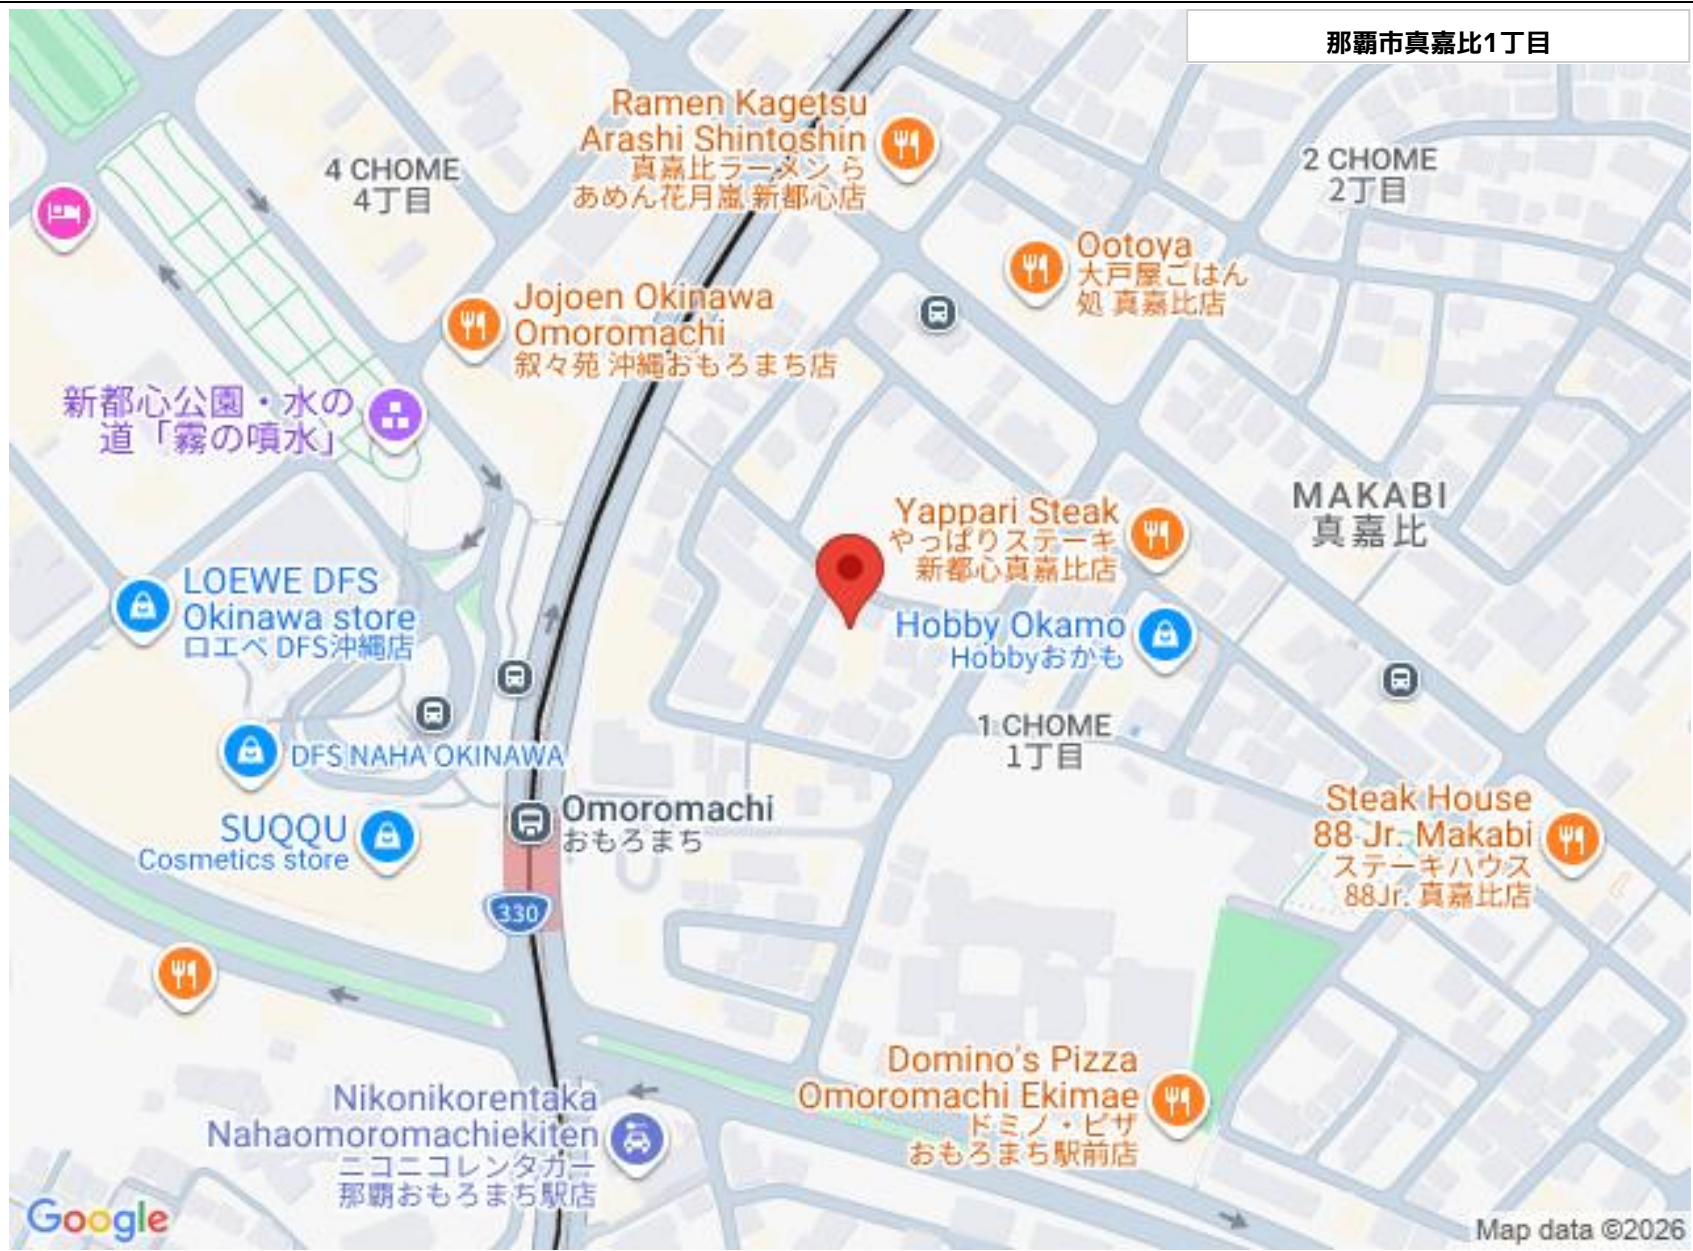 那覇市真嘉比1丁目
Ramen Kagetsu
Arashi Shintoshin
真嘉比ラーメン ら
あめん花月嵐 新都心店
4 CHOME
4丁目
2 CHOME
2丁目
Ootoya
大戸屋ごはん
処 真嘉比店
Jojoen Okinawa
Omoromachi
叙々苑 沖縄おもろまち店
新都心公園・水の
道「霧の噴水」
MAKABI
真嘉比
Yappari Steak
やっぱりステーキ
新都心真嘉比店
LOEWE DFS
Okinawa store
ロエベ DFS沖縄店
Hobby Okamo
Hobbyおかも
1 CHOME
1丁目
DFS NAHA OKINAWA
Omoromachi
おもろまち
SUQQU
Cosmetics store
Steak House
88 Jr. Makabi
ステーキハウス
88Jr. 真嘉比店
330
Domino's Pizza
Omoromachi Ekimae
ドミノ・ピザ
おもろまち駅前店
Nikonikorentaka
Nahaomoromachiekiten
ニコニコレンタカー
那覇おもろまち駅店
Google
Map data ©2026